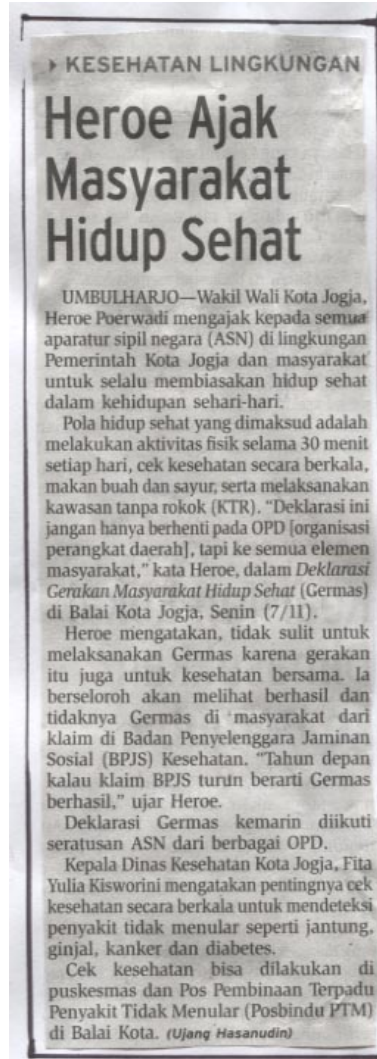 ▸ KESEHATAN LINGKUNGAN
Heroe Ajak
Masyarakat
Hidup Sehat
UMBULHARJO—Wakil Wali Kota Jogja,
Heroe Poerwadi mengajak kepada semua
aparatur sipil negara (ASN) di lingkungan
Pemerintah Kota Jogja dan masyarakat
untuk selalu membiasakan hidup sehat
dalam kehidupan sehari-hari.
Pola hidup sehat yang dimaksud adalah
melakukan aktivitas fisik selama 30 menit
setiap hari, cek kesehatan secara berkala,
makan buah dan sayur, serta melaksanakan
kawasan tanpa rokok (KTR). “Deklarasi ini
jangan hanya berhenti pada OPD [organisasi
perangkat daerah], tapi ke semua elemen
masyarakat,” kata Heroe, dalam Deklarasi
Gerakan Masyarakat Hidup Sehat (Germas)
di Balai Kota Jogja, Senin (7/11).
Heroe mengatakan, tidak sulit untuk
melaksanakan Germas karena gerakan
itu juga untuk kesehatan bersama. Ia
berseloroh akan melihat berhasil dan
tidaknya Germas di masyarakat dari
klaim di Badan Penyelenggara Jaminan
Sosial (BPJS) Kesehatan. “Tahun depan
kalau klaim BPJS turun berarti Germas
berhasil,” ujar Heroe.
Deklarasi Germas kemarin diikuti
seratusan ASN dari berbagai OPD.
Kepala Dinas Kesehatan Kota Jogja, Fita
Yulia Kisworini mengatakan pentingnya cek
kesehatan secara berkala untuk mendeteksi
penyakit tidak menular seperti jantung,
ginjal, kanker dan diabetes.
Cek kesehatan bisa dilakukan di
puskesmas dan Pos Pembinaan Terpadu
Penyakit Tidak Menular (Posbindu PTM)
di Balai Kota. (Ujang Hasanudin)